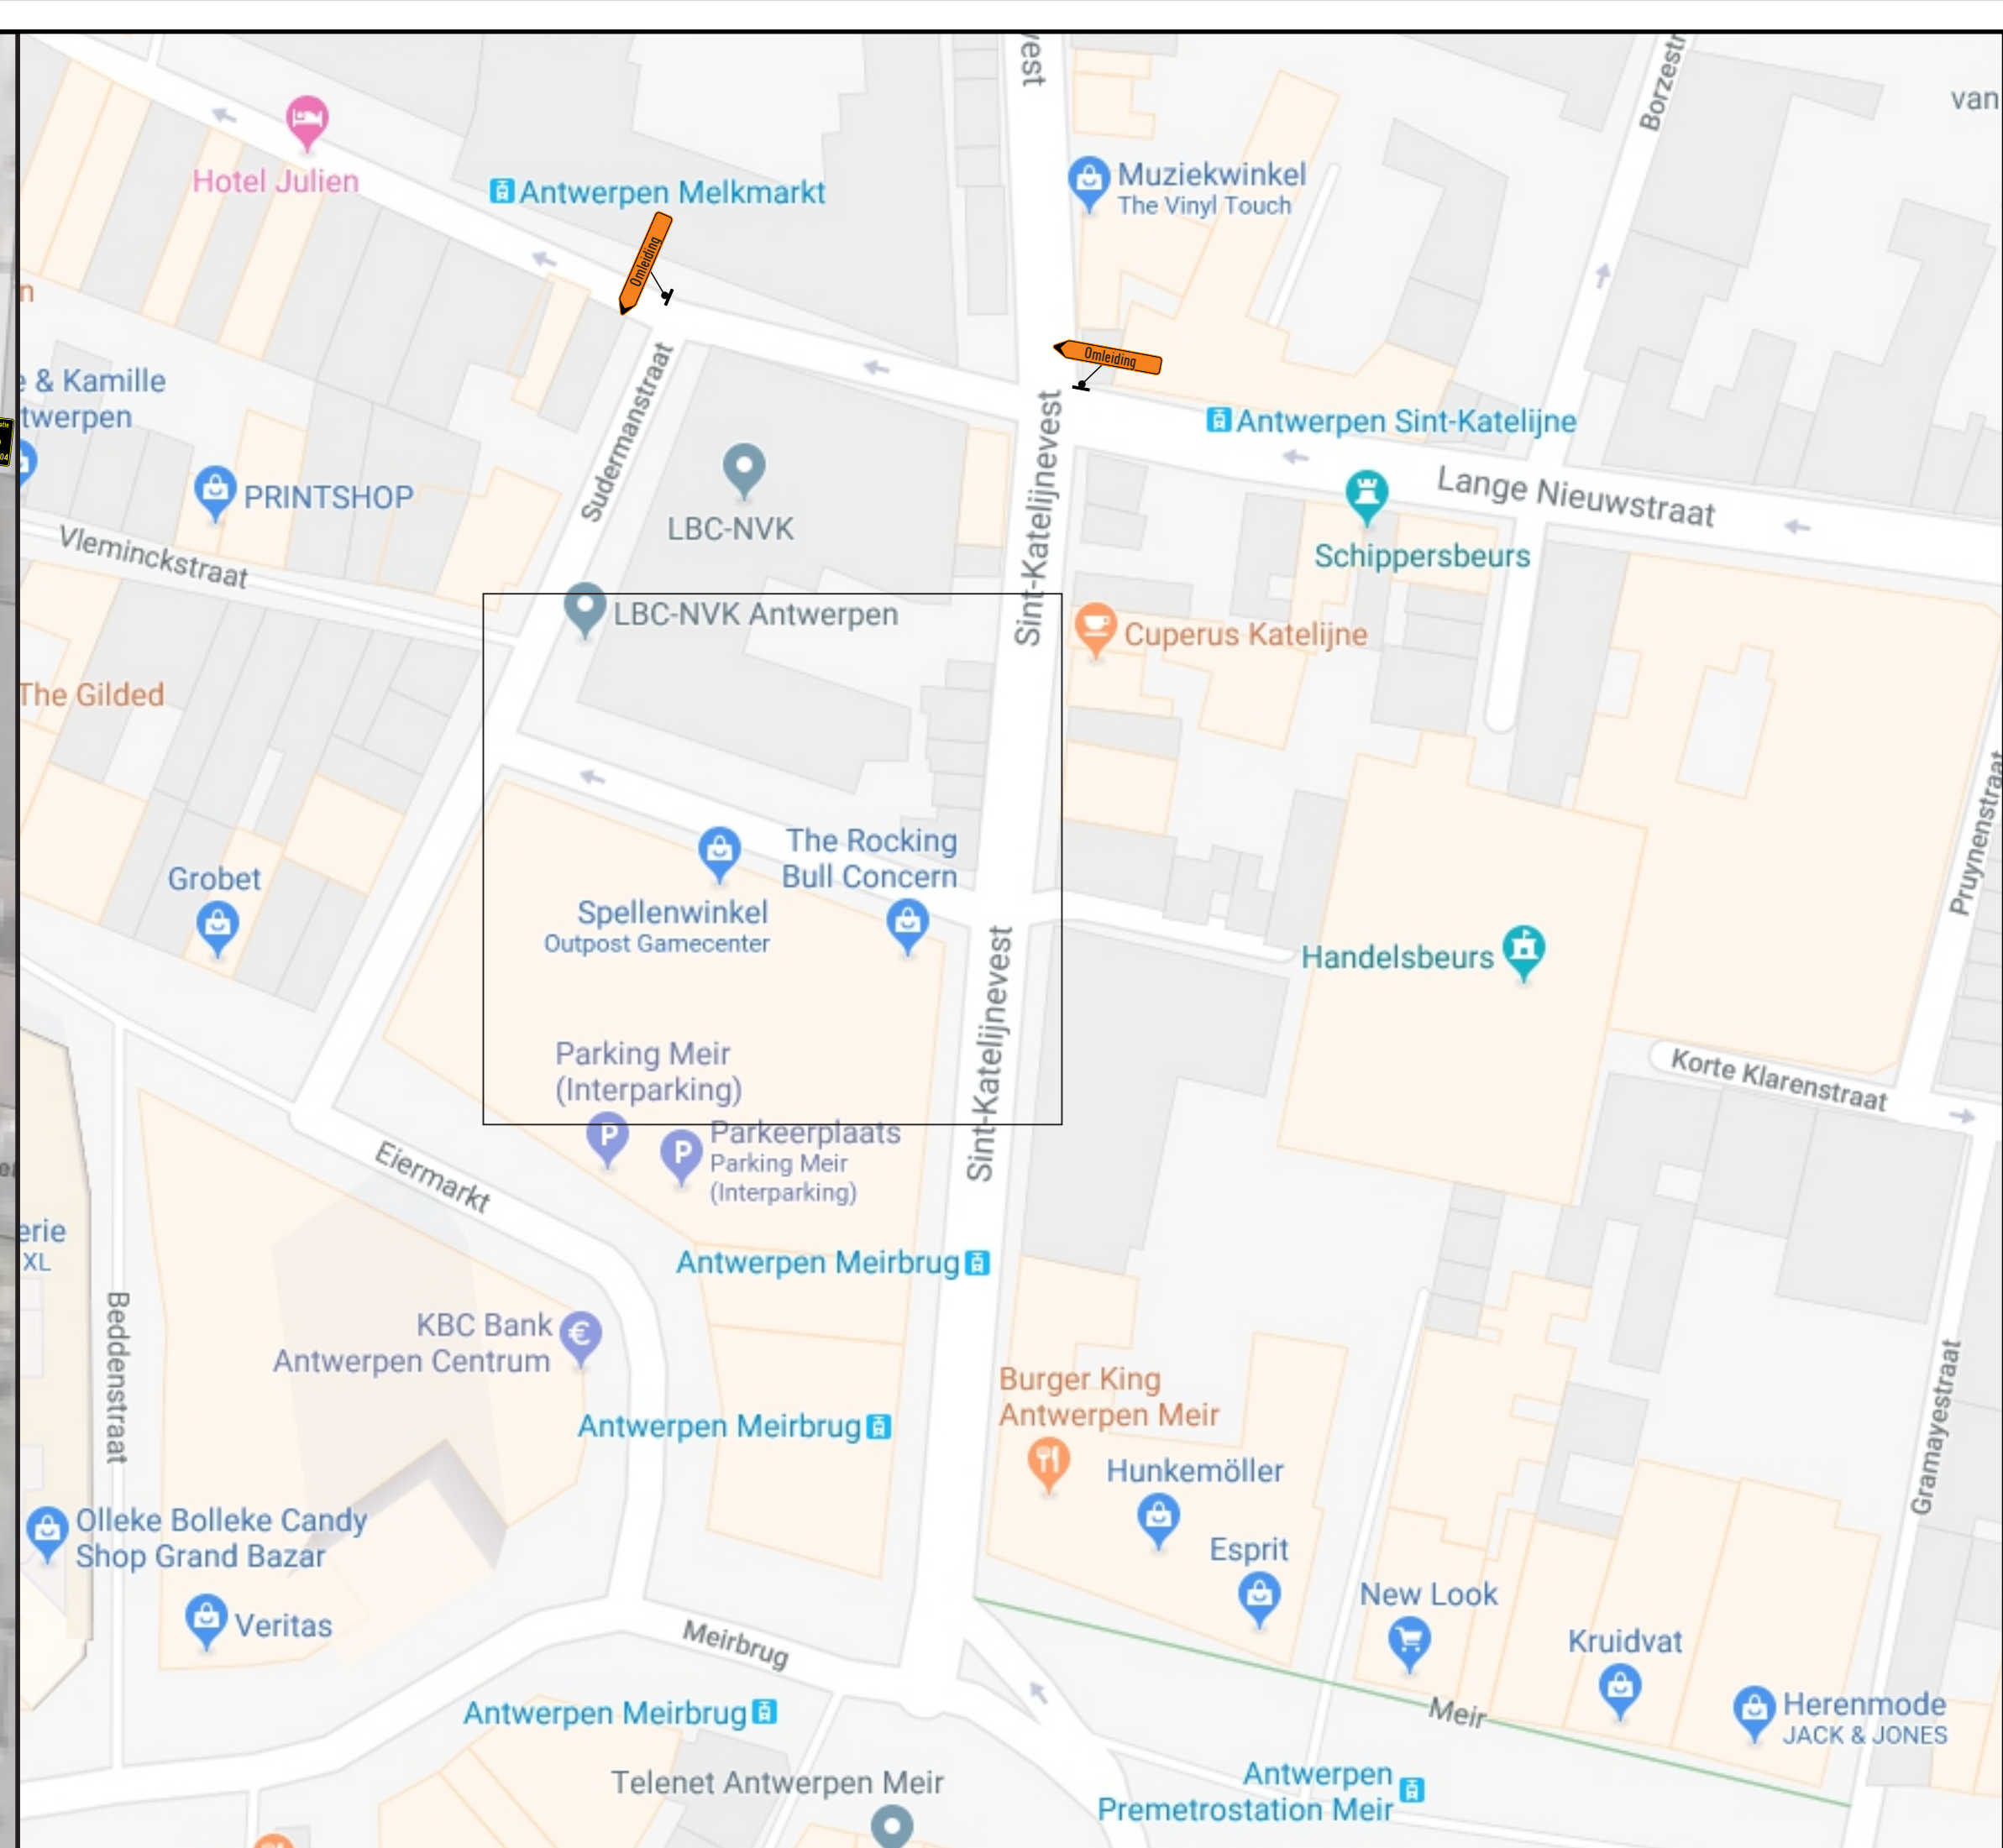 vest
Borzestr
van
Hotel Julien
Antwerpen Melkmarkt
Muziekwinkel
The Vinyl Touch
Omleiding
Omleiding
n
e & Kamille
twerpen
Sudermanstraat
Sint-Katelijnevest
Antwerpen Sint-Katelijne
Lange Nieuwstraat
PRINTSHOP
LBC-NVK
Schippersbeurs
Vleminckstraat
04
LBC-NVK Antwerpen
Cuperus Katelijne
The Gilded
Pruynenstraat
Grobet
The Rocking
Bull Concern
Spellenwinkel
Outpost Gamecenter
Sint-Katelijnevest
Handelsbeurs
Parking Meir
(Interparking)
Korte Klarenstraat
Parkeerplaats
Parking Meir
(Interparking)
Eiermarkt
erie
XL
Antwerpen Meirbrug
Beddenstraat
KBC Bank
Antwerpen Centrum
Burger King
Antwerpen Meir
Gramayestraat
Antwerpen Meirbrug
Hunkemöller
Olleke Bolleke Candy
Shop Grand Bazar
Esprit
New Look
Veritas
Meirbrug
Kruidvat
Antwerpen Meirbrug
Meir
Herenmode
JACK & JONES
Telenet Antwerpen Meir
Antwerpen
Premetrostation Meir